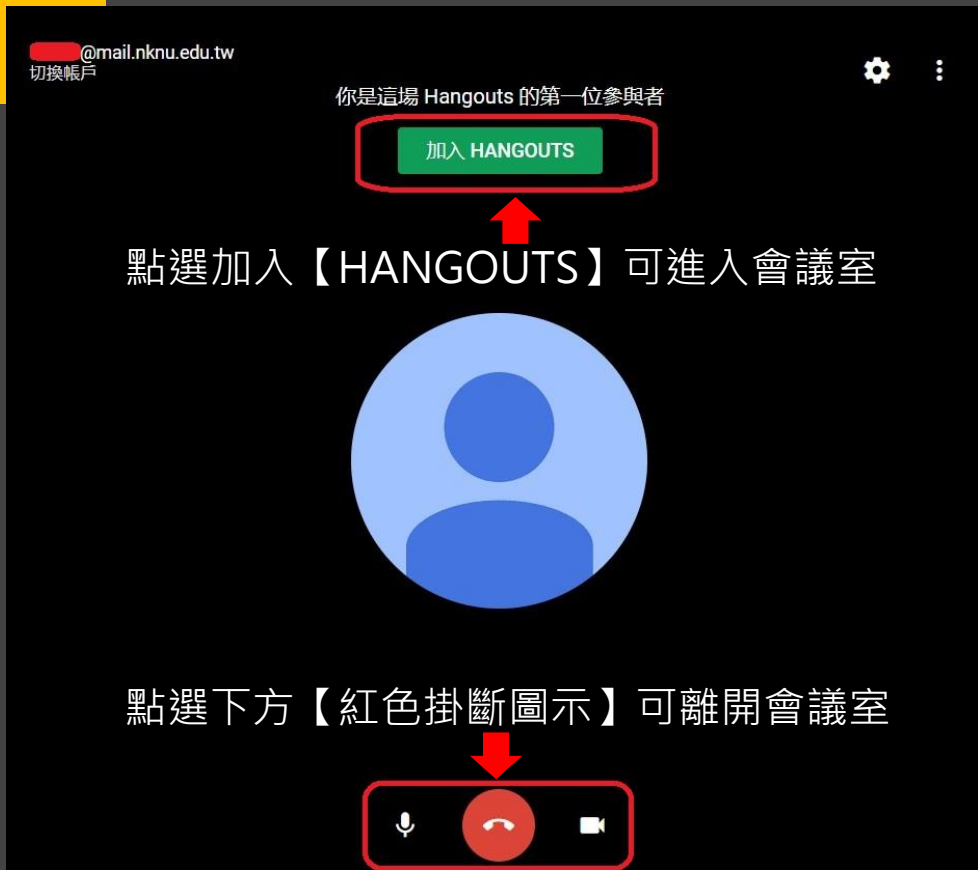 @mail.nknu.edu.tw
切換帳戶
你是這場 Hangouts 的第一位參與者
加入 HANGOUTS
點選加入【HANGOUTS】可進入會議室
點選下方【紅色掛斷圖示】可離開會議室